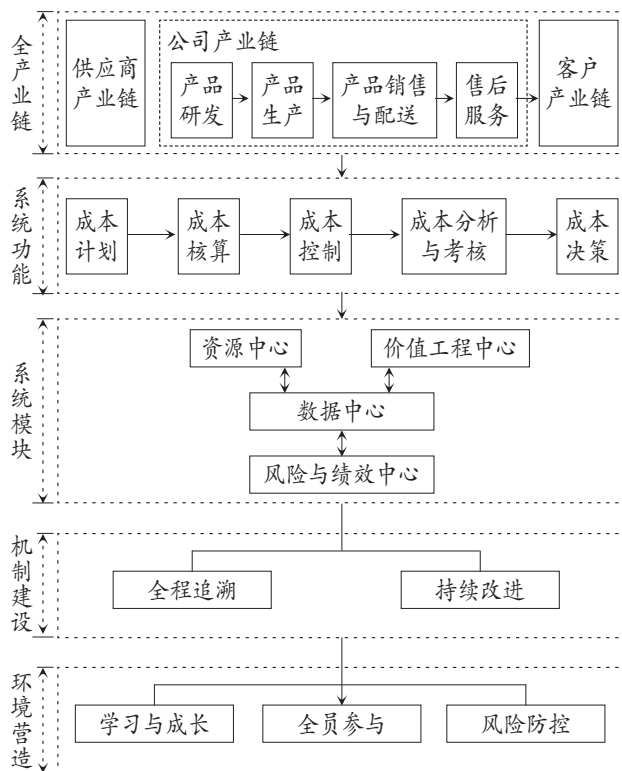 全产业链
供应商
产业链
公司产业链
产品
研发
产品
生产
产品销售
与配送
售后
服务
客户
产业链
系统功能
成本
计划
成本
核算
成本
控制
成本分析
与考核
成本
决策
系统模块
资源中心
价值工程中心
数据中心
风险与绩效中心
机制建设
全程追溯
持续改进
环境营造
学习与成长
全员参与
风险防控